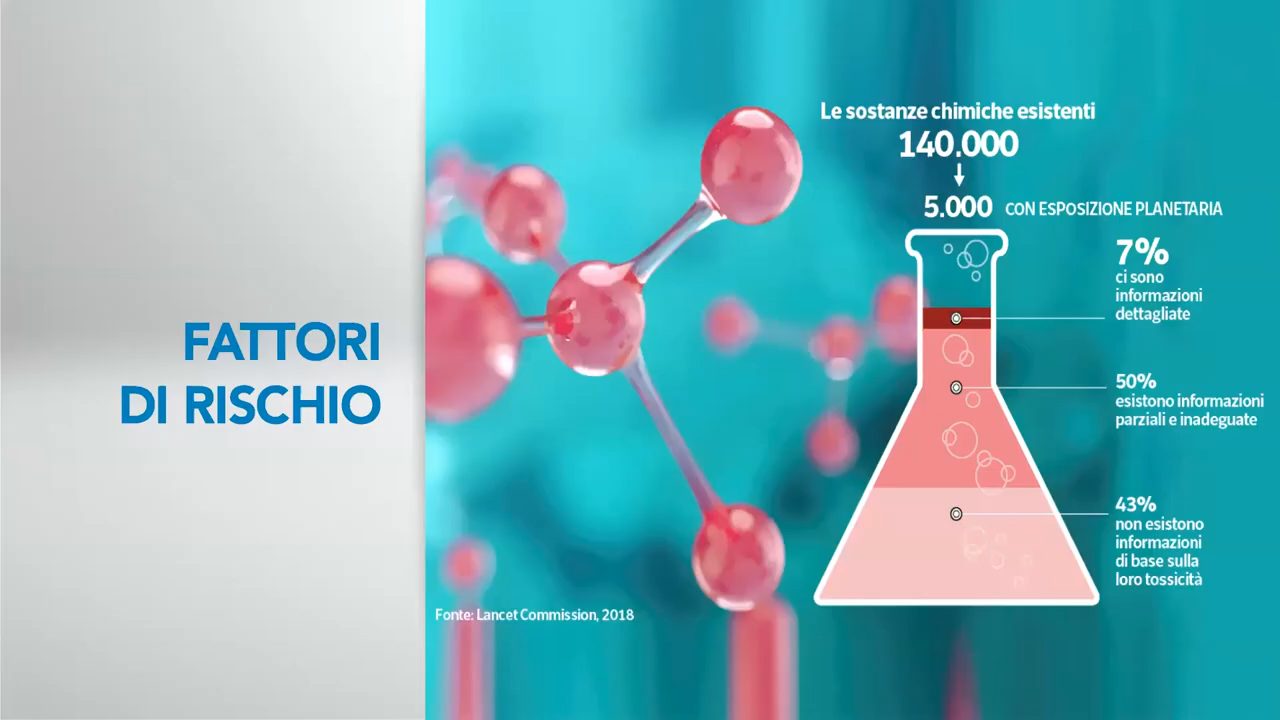 FATTORI
DI RISCHIO
Le sostanze chimiche esistenti
140.000
5.000 CON ESPOSIZIONE PLANETARIA
7%
ci sono
informazioni
dettagliate
50%
esistono informazioni
parziali e inadeguate
43%
non esistono
informazioni
di base sulla
loro tossicità
Fonte: Lancet Commission, 2018